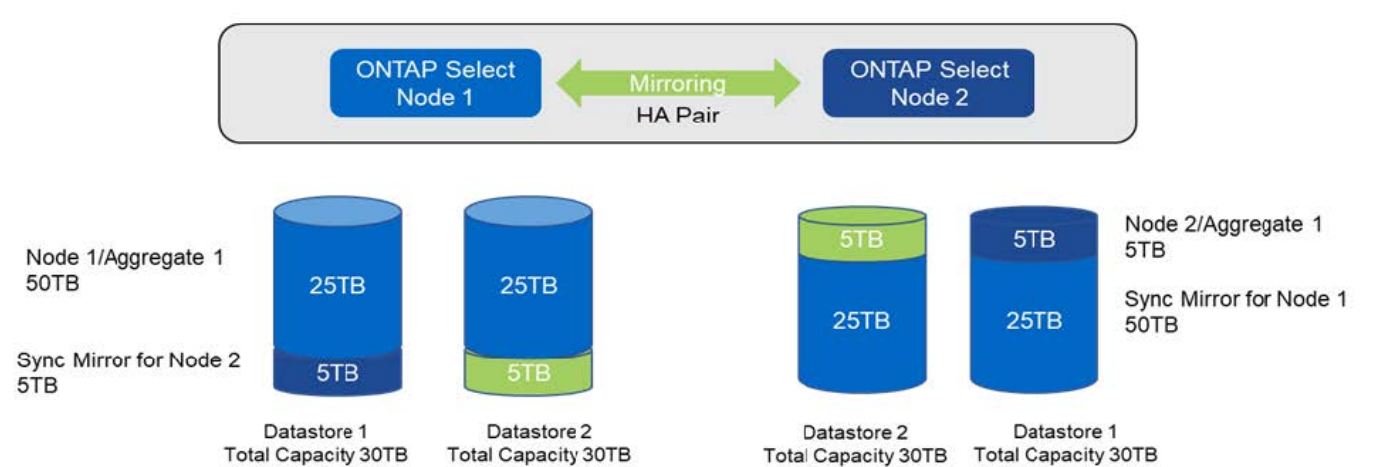 ONTAP Select
Node 1
Mirroring
HA Pair
ONTAP Select
Node 2
Node 1/Aggregate 1
50TB
25TB
25TB
Sync Mirror for Node 2
5TB
5TB
5TB
Datastore 1
Total Capacity 30TB
Datastore 2
Total Capacity 30TB
5TB
5TB
Node 2/Aggregate 1
5TB
25TB
25TB
Sync Mirror for Node 1
50TB
Datastore 2
Total Capacity 30TB
Datastore 1
Total Capacity 30TB